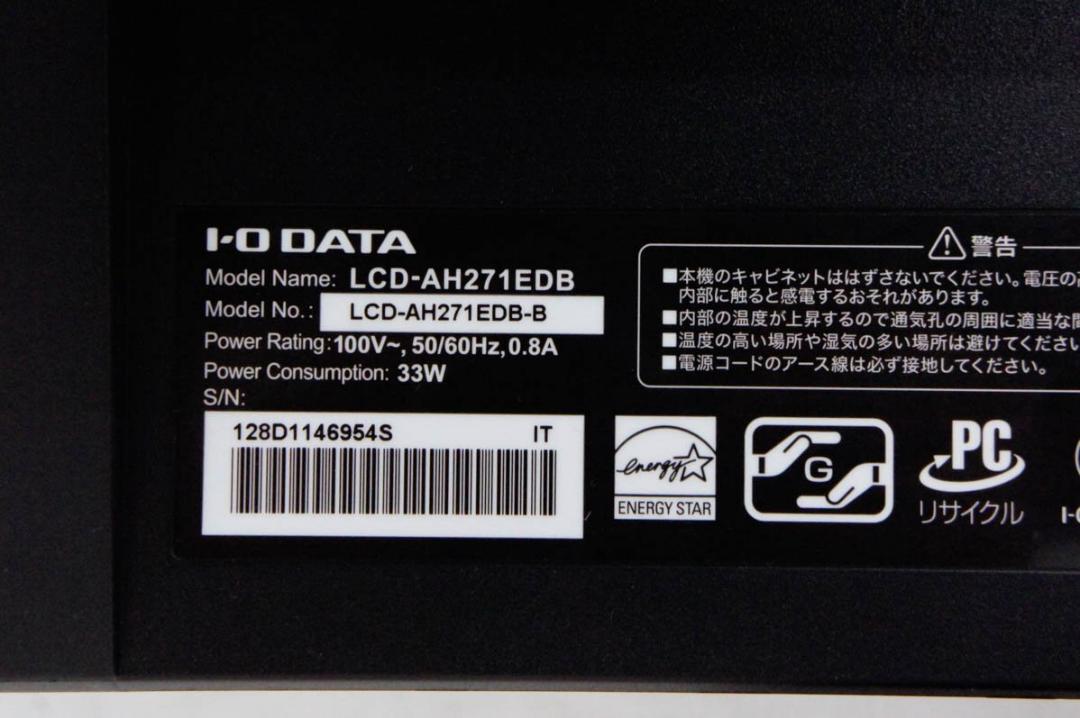 I-O DATA
Model Name: LCD-AH271EDB
Model No.: LCD-AH271EDB-B
Power Rating: 100V~, 50/60Hz, 0.8A
Power Consumption: 33W
S/N:
128D1146954S IT
警告
■本機のキャビネットははずさないでください。電圧の
内部に触ると感電するおそれがあります。
■内部の温度が上昇するので通気孔の周囲に適当な
■温度の高い場所や湿気の多い場所は避けてください
■電源コードのアース線は必ず接地してください。
energy
ENERGY STAR
G
PC
リサイクル
I-O